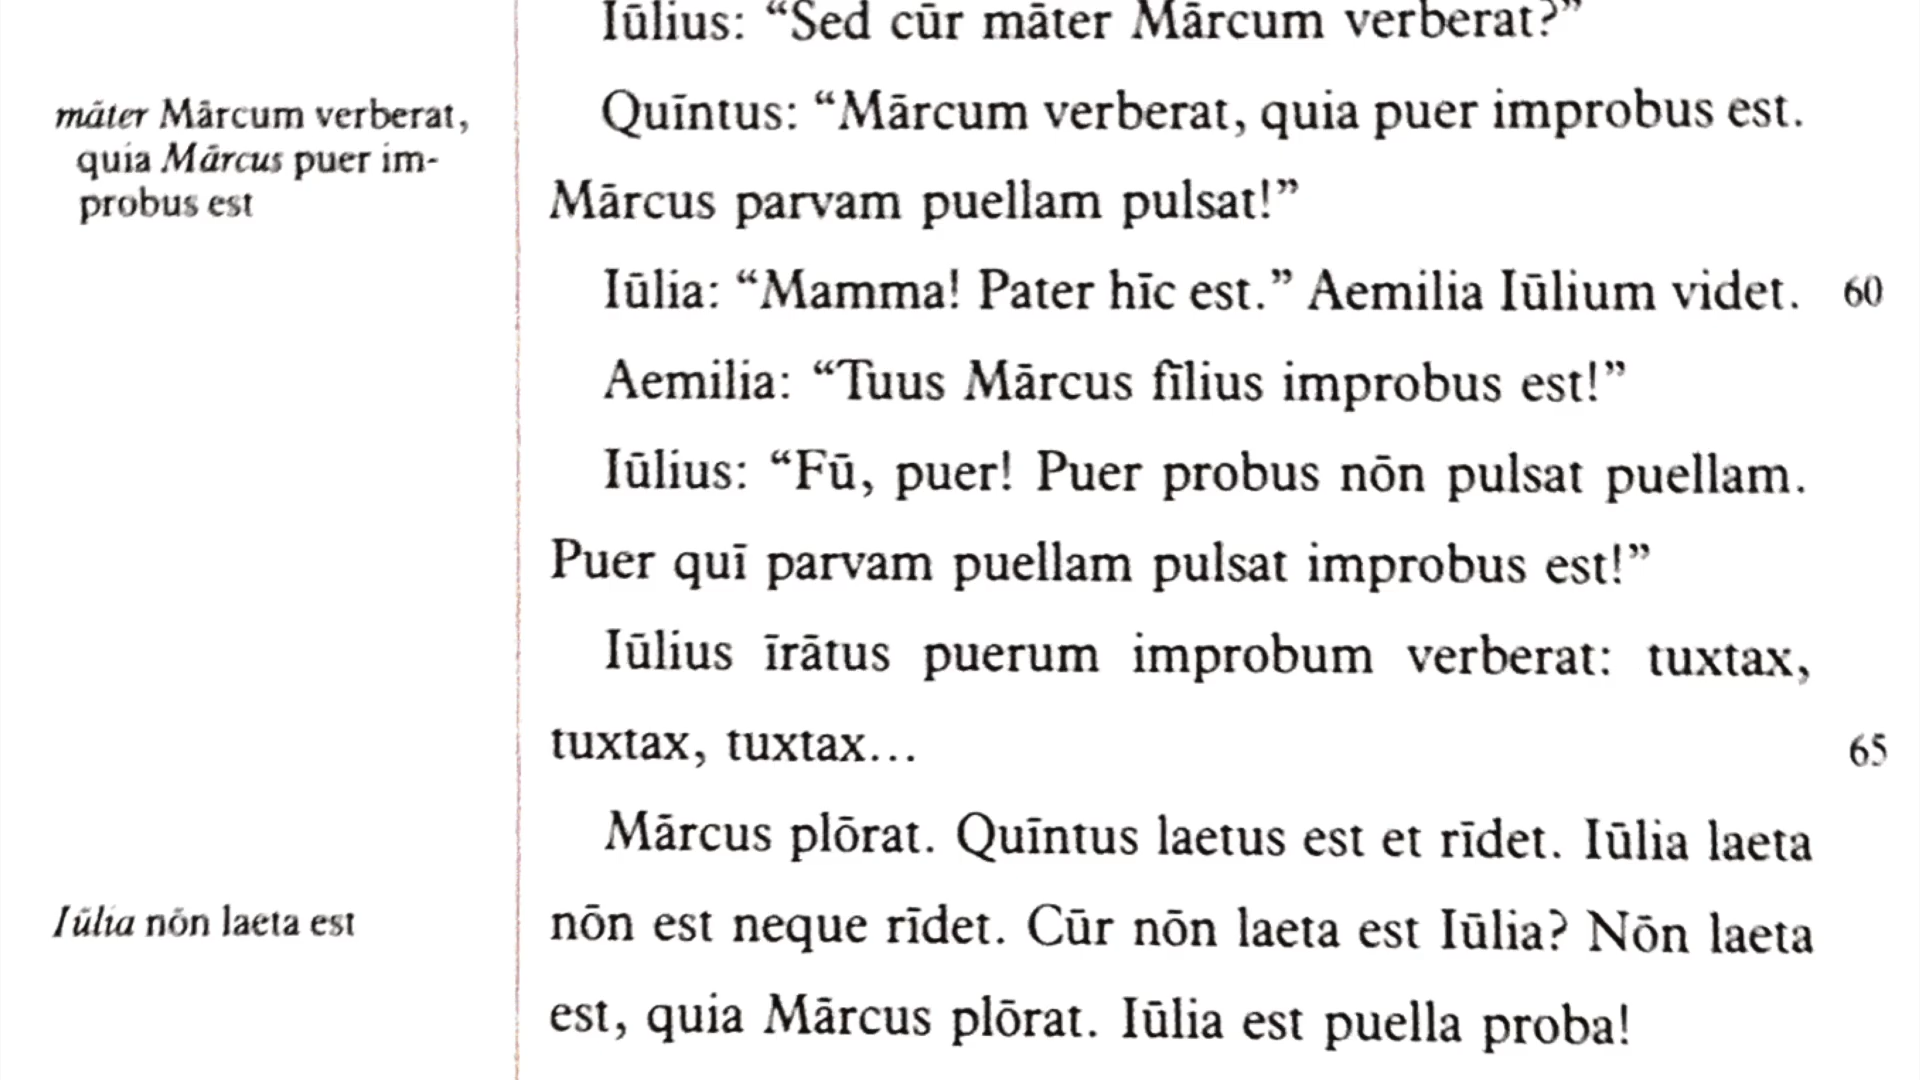 Iūlius: “Sed cūr māter Mārcum verberat?”
māter Mārcum verberat,
quia Mārcus puer im-
probus est
Quīntus: “Mārcum verberat, quia puer improbus est.
Mārcus parvam puellam pulsat!”
Iūlia: “Mamma! Pater hīc est.” Aemilia Iūlium videt. 60
Aemilia: “Tuus Mārcus fīlius improbus est!”
Iūlius: “Fū, puer! Puer probus nōn pulsat puellam.
Puer quī parvam puellam pulsat improbus est!”
Iūlius īrātus puerum improbum verberat: tuxtax,
tuxtax, tuxtax... 65
Mārcus plōrat. Quīntus laetus est et rīdet. Iūlia laeta
Iūlia nōn laeta est
nōn est neque rīdet. Cūr nōn laeta est Iūlia? Nōn laeta
est, quia Mārcus plōrat. Iūlia est puella proba!